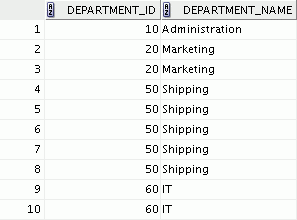 DEPARTMENT_ID DEPARTMENT_NAME
1 10 Administration
2 20 Marketing
3 20 Marketing
4 50 Shipping
5 50 Shipping
6 50 Shipping
7 50 Shipping
8 50 Shipping
9 60 IT
10 60 IT